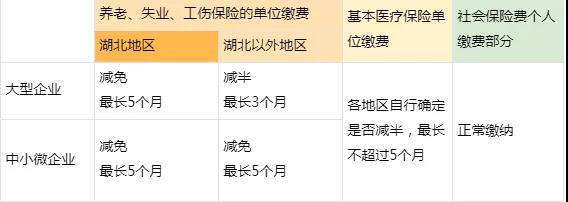 养老、失业、工伤保险的单位缴费
基本医疗保险单
位缴费
社会保险费个人
缴费部分
湖北地区
湖北以外地区
大型企业
减免
最长5个月
减半
最长3个月
各地区自行确定
是否减半，最长
不超过5个月
正常缴纳
中小微企业
减免
最长5个月
减免
最长5个月